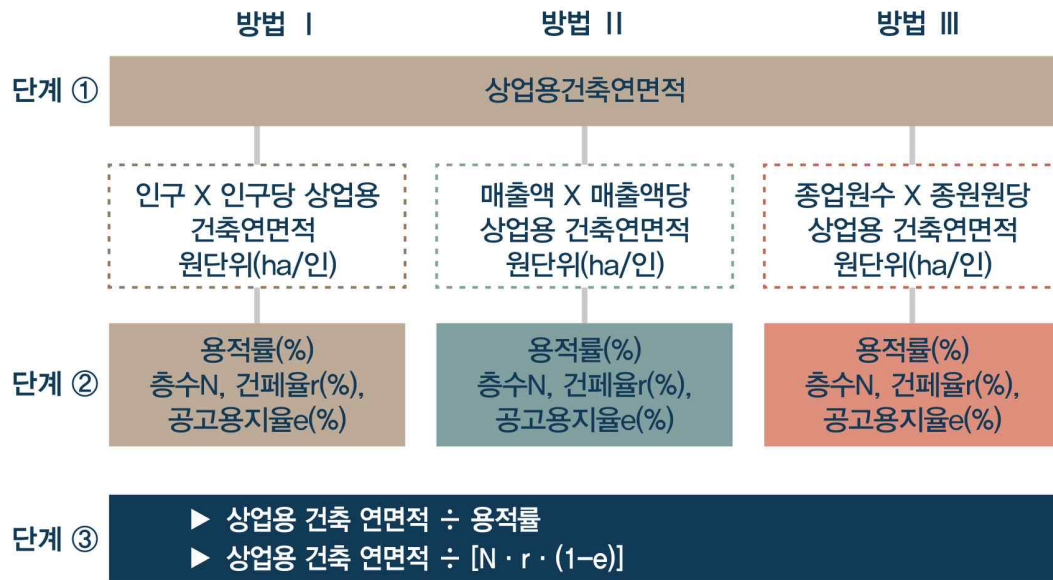 방법 Ⅰ
방법 Ⅱ
방법 Ⅲ
단계 ①
상업용건축연면적
인구 X 인구당 상업용
건축연면적
원단위(ha/인)
매출액 X 매출액당
상업용 건축연면적
원단위(ha/인)
종업원수 X 종원원당
상업용 건축연면적
원단위(ha/인)
단계 ②
용적률(%)
층수N, 건페율r(%),
공고용지율e(%)
용적률(%)
층수N, 건페율r(%),
공고용지율e(%)
용적률(%)
층수N, 건페율r(%),
공고용지율e(%)
단계 ③
▶ 상업용 건축 연면적 ÷ 용적률
▶ 상업용 건축 연면적 ÷ [N · r · (1-e)]